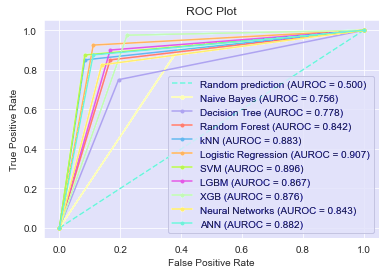 ROC Plot
1.0
0.8
0.6
0.4
0.2
0.0
True Positive Rate
Random prediction (AUROC = 0.500)
Naive Bayes (AUROC = 0.756)
Decision Tree (AUROC = 0.778)
Random Forest (AUROC = 0.842)
kNN (AUROC = 0.883)
Logistic Regression (AUROC = 0.907)
SVM (AUROC = 0.896)
LGBM (AUROC = 0.867)
XGB (AUROC = 0.876)
Neural Networks (AUROC = 0.843)
ANN (AUROC = 0.882)
0.0 0.2 0.4 0.6 0.8 1.0
False Positive Rate